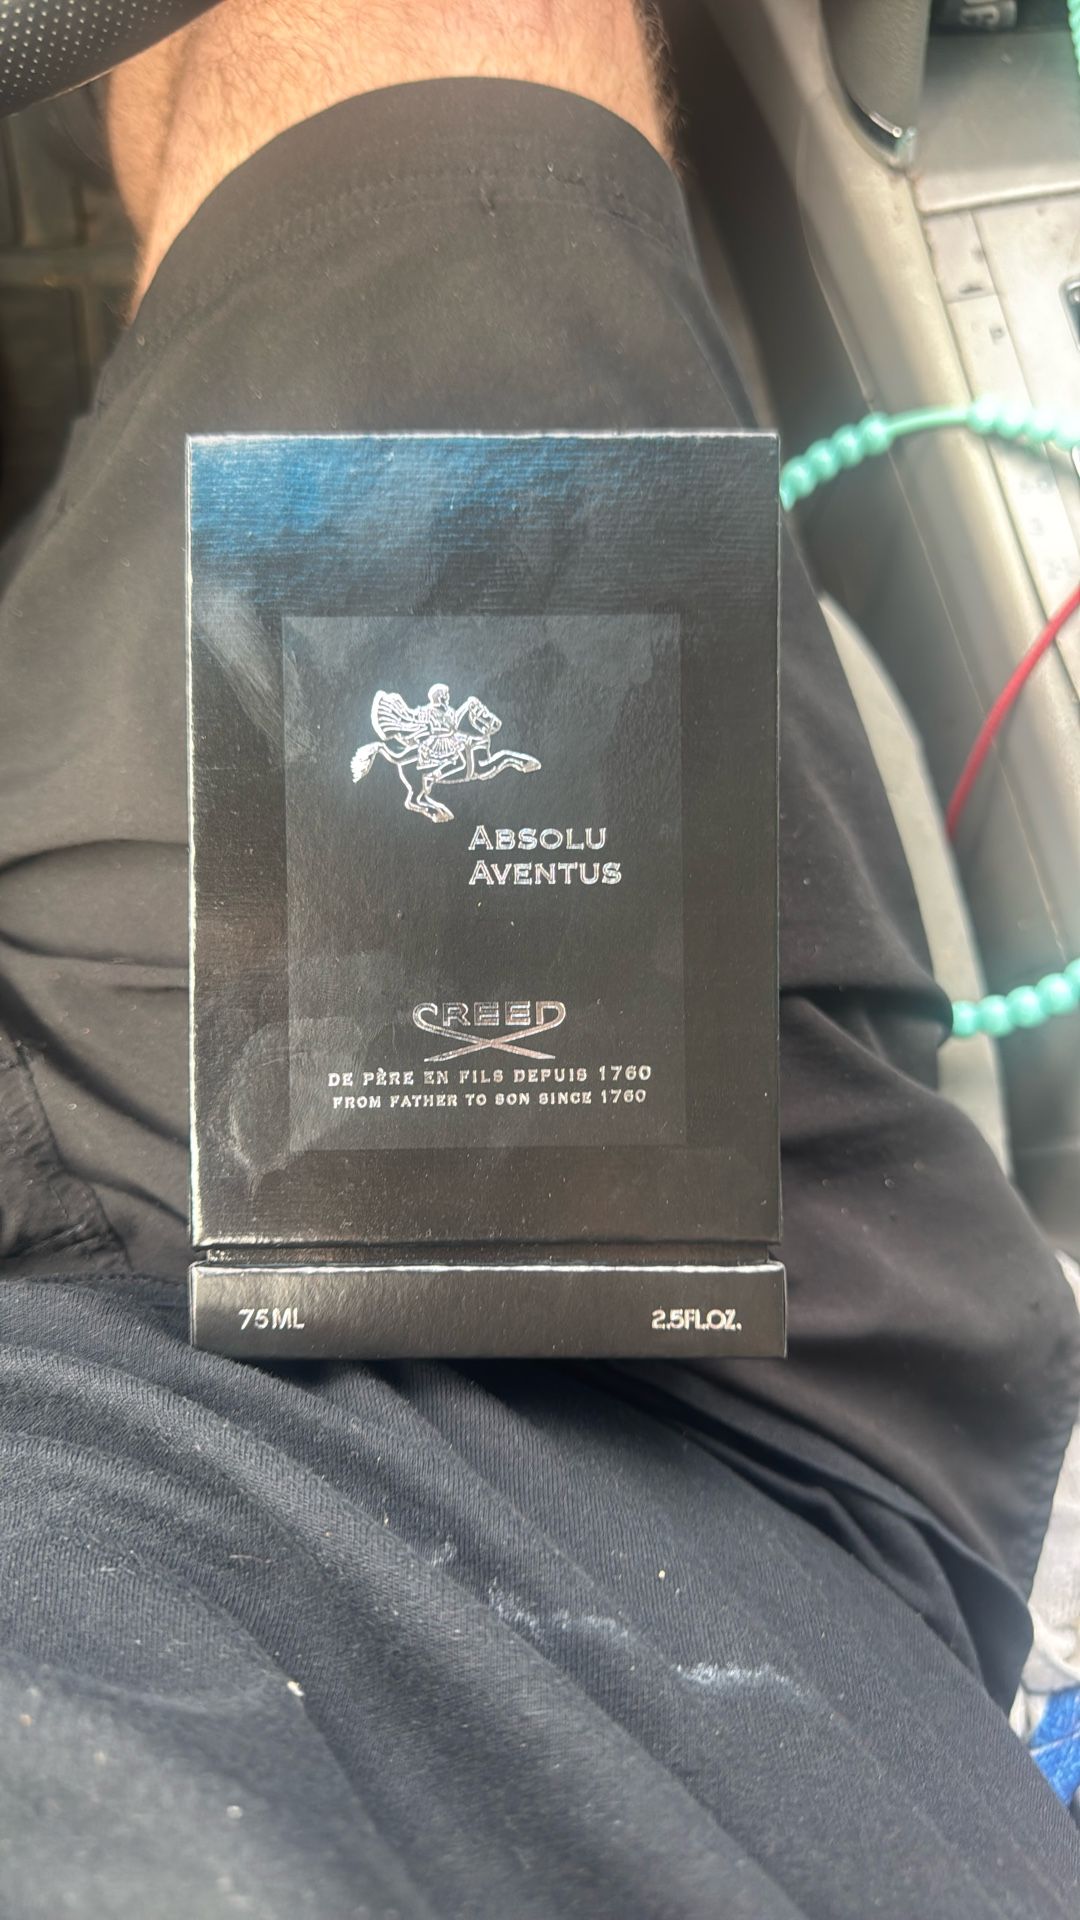 ABSOLU
AVENTUS
CREED
DE PÈRE EN FILS DEPUIS 1760
FROM FATHER TO SON SINCE 1760
75ML 2.5FL.OZ.